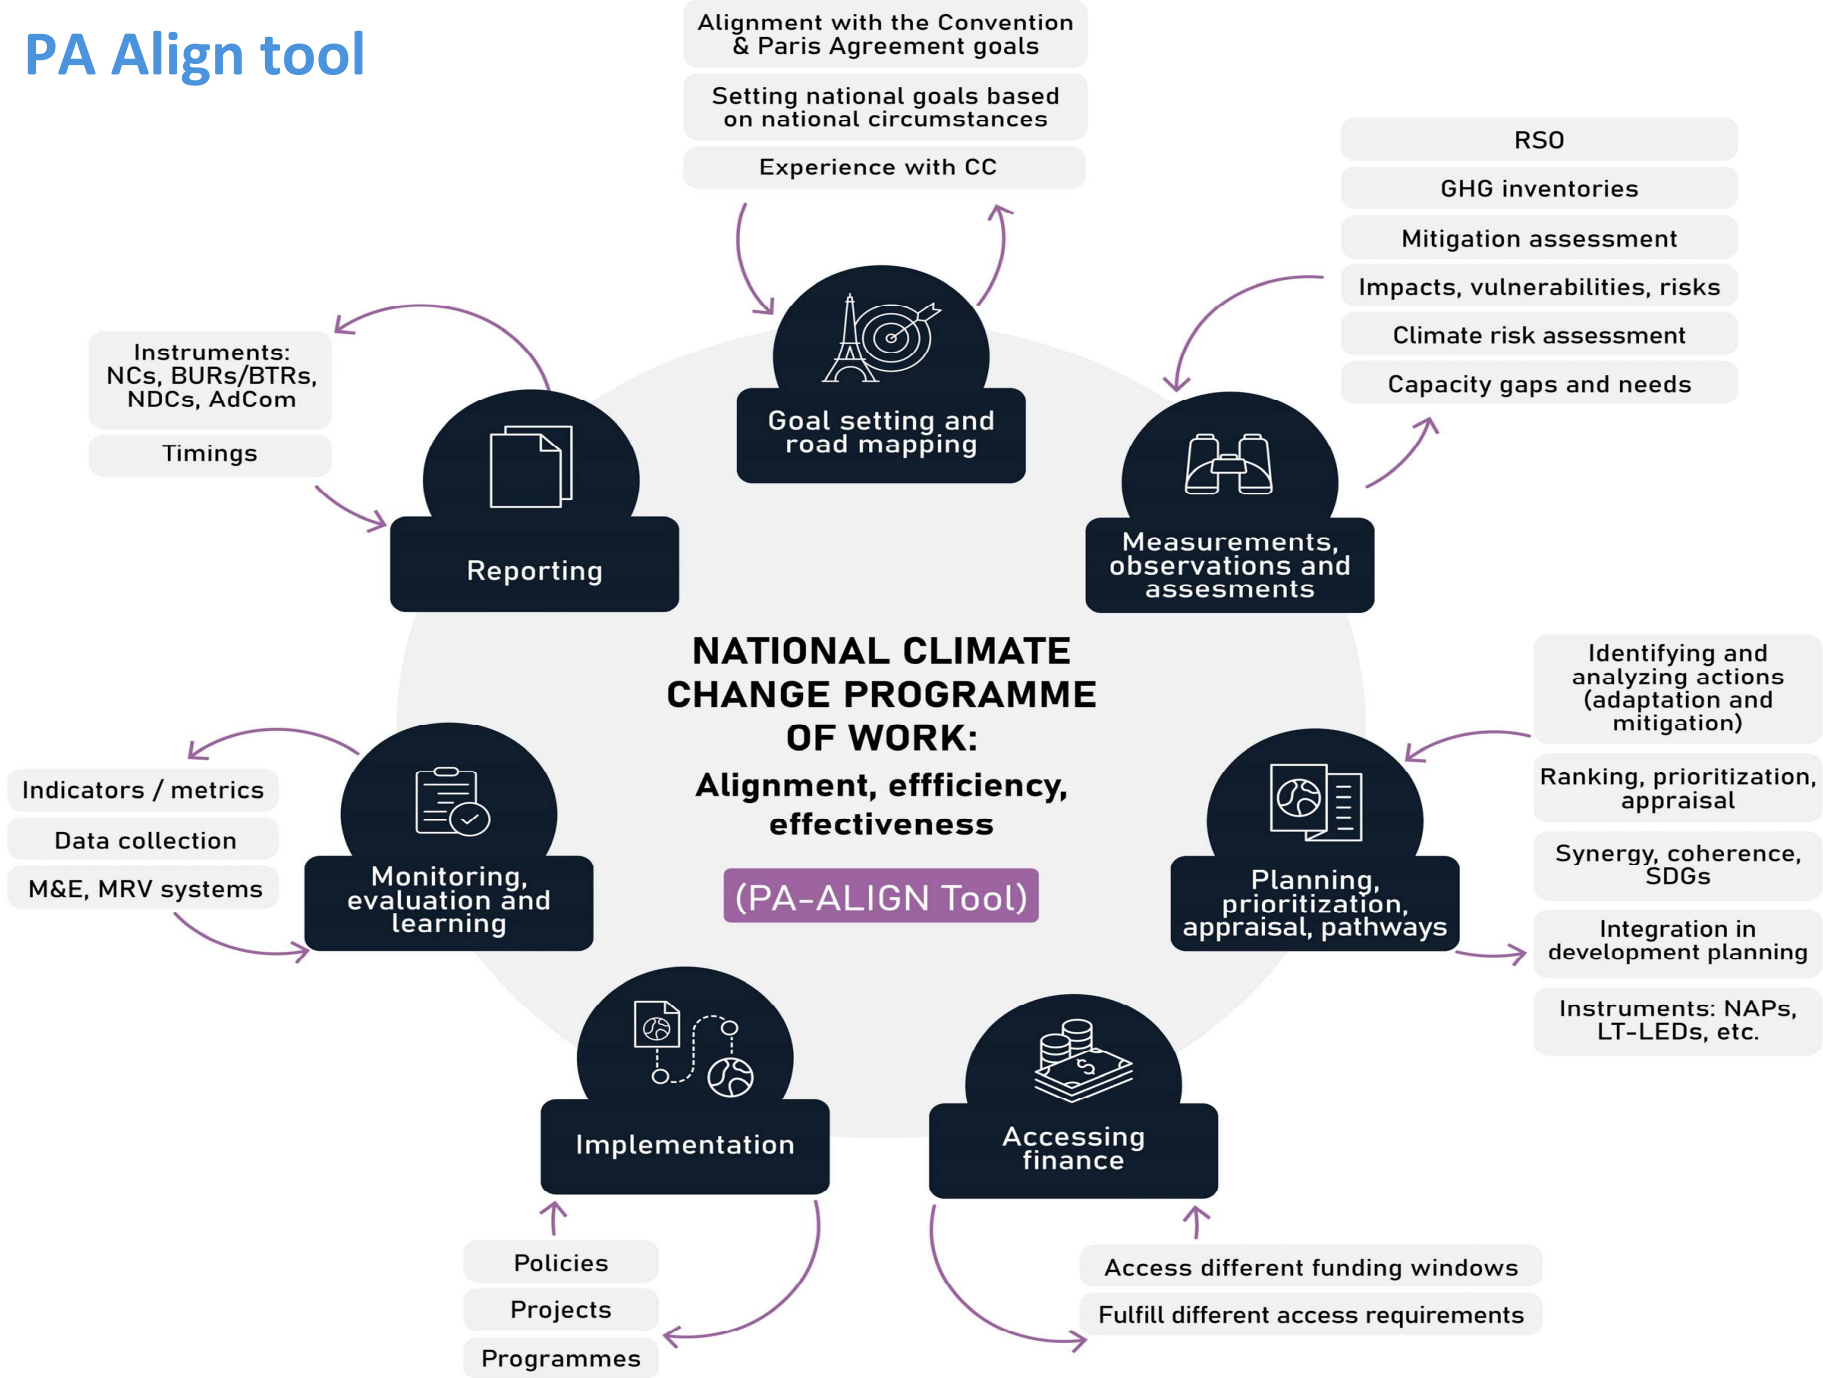 PA Align tool
Alignment with the Convention
& Paris Agreement goals
Setting national goals based
on national circumstances
Experience with CC
Goal setting and
road mapping
RSO
GHG inventories
Mitigation assessment
Impacts, vulnerabilities, risks
Climate risk assessment
Capacity gaps and needs
Measurements,
observations and
assesments
Identifying and
analyzing actions
(adaptation and
mitigation)
Ranking, prioritization,
appraisal
Synergy, coherence,
SDGs
Integration in
development planning
Instruments: NAPs,
LT-LEDs, etc.
Planning,
prioritization,
appraisal, pathways
Accessing
finance
Access different funding windows
Fulfill different access requirements
Implementation
Policies
Projects
Programmes
Monitoring,
evaluation and
learning
Indicators / metrics
Data collection
M&E, MRV systems
Reporting
Instruments:
NCs, BURs/BTRs,
NDCs, AdCom
Timings
NATIONAL CLIMATE
CHANGE PROGRAMME
OF WORK:
Alignment, effficiency,
effectiveness
(PA-ALIGN Tool)